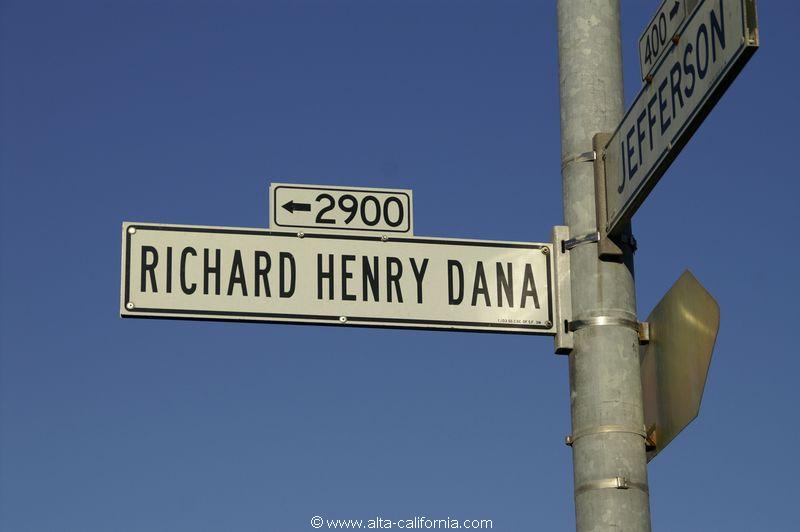 ← 2900
RICHARD HENRY DANA
400 →
JEFFERSON
© www.alta-california.com